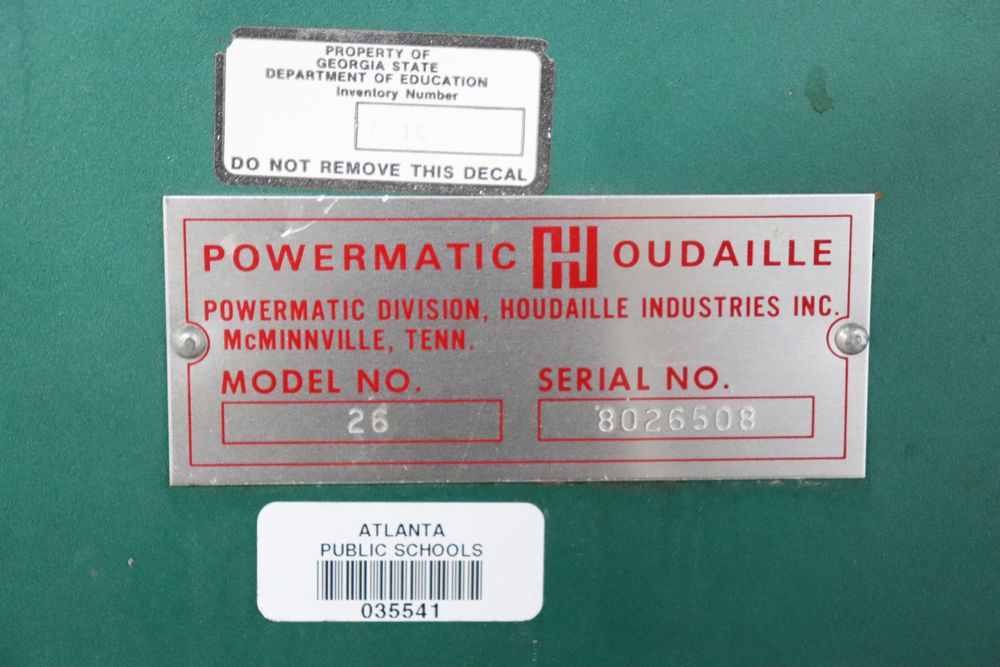 PROPERTY OF
GEORGIA STATE
DEPARTMENT OF EDUCATION
Inventory Number
DO NOT REMOVE THIS DECAL
POWERMATIC H OUDAILLE
POWERMATIC DIVISION, HOUDAILLE INDUSTRIES INC.
McMINNVILLE, TENN.
MODEL NO. SERIAL NO.
26 8026508
ATLANTA
PUBLIC SCHOOLS
035541